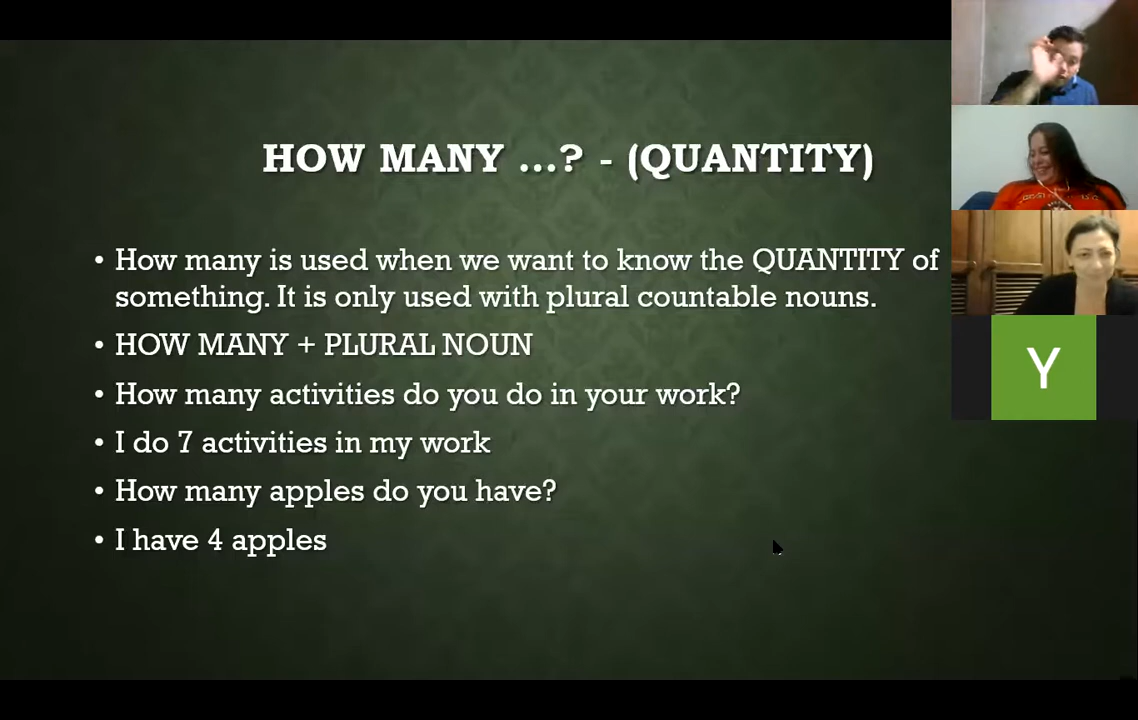 HOW MANY ...? - (QUANTITY)
• How many is used when we want to know the QUANTITY of
something. It is only used with plural countable nouns.
• HOW MANY + PLURAL NOUN
• How many activities do you do in your work?
• I do 7 activities in my work
• How many apples do you have?
• I have 4 apples
Y